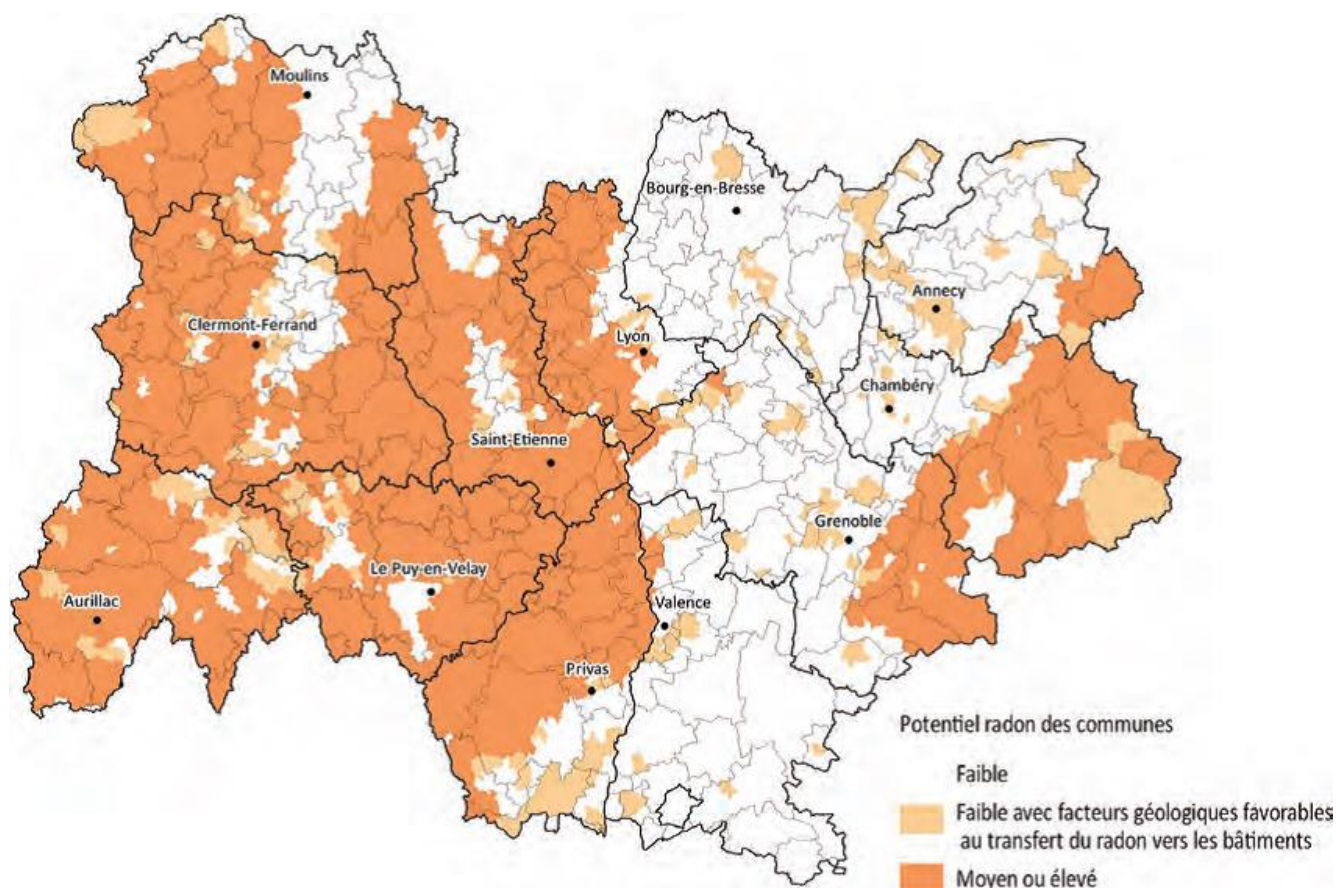 Moulins
Bourg-en-Bresse
Annecy
Clermont-Ferrand
Lyon
Chambéry
Saint-Etienne
Grenoble
Le Puy-en-Velay
Aurillac
Valence
Privas
Potentiel radon des communes
Faible
Faible avec facteurs géologiques favorables
au transfert du radon vers les bâtiments
Moyen ou élevé